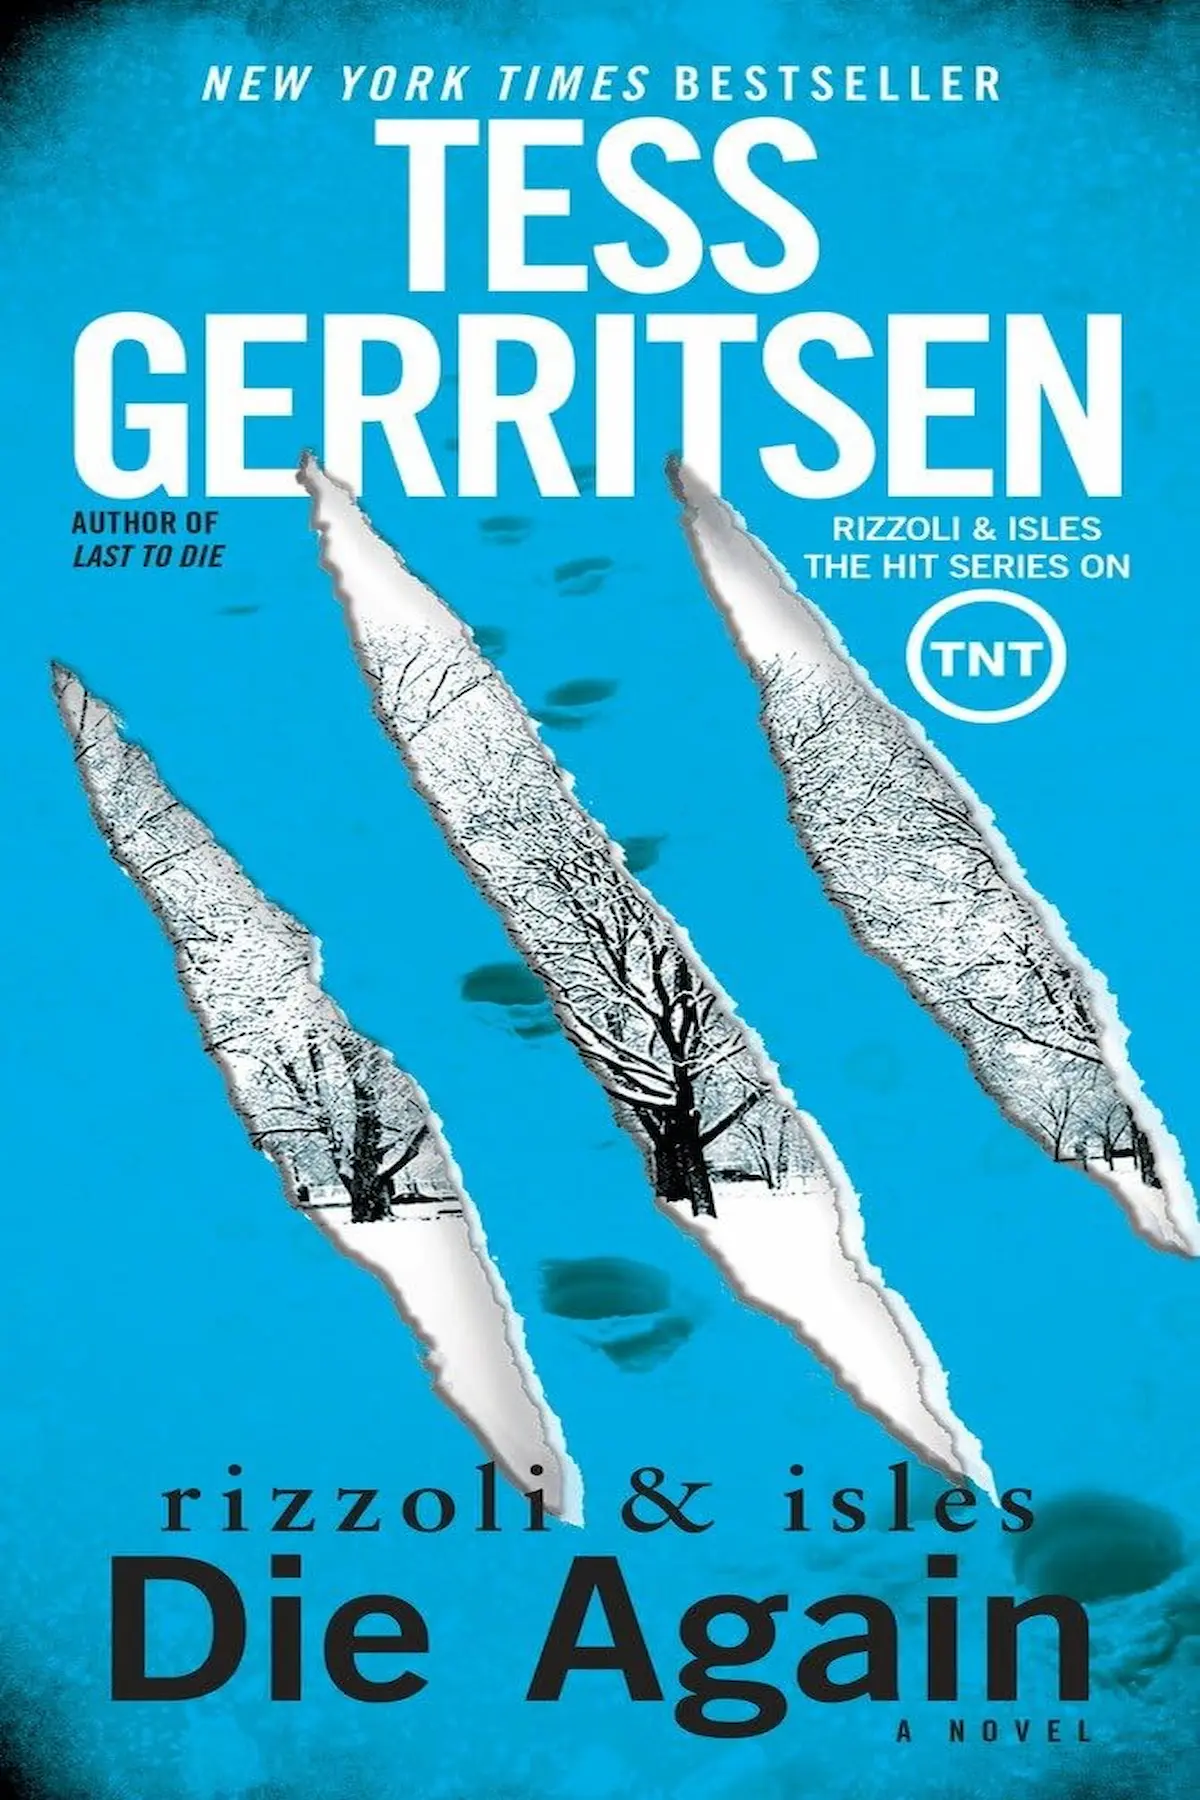 NEW YORK TIMES BESTSELLER
TESS
GERRITSEN
AUTHOR OF
LAST TO DIE
RIZZOLI & ISLES
THE HIT SERIES ON
TNT
rizzoli & isles
Die Again
A NOVEL